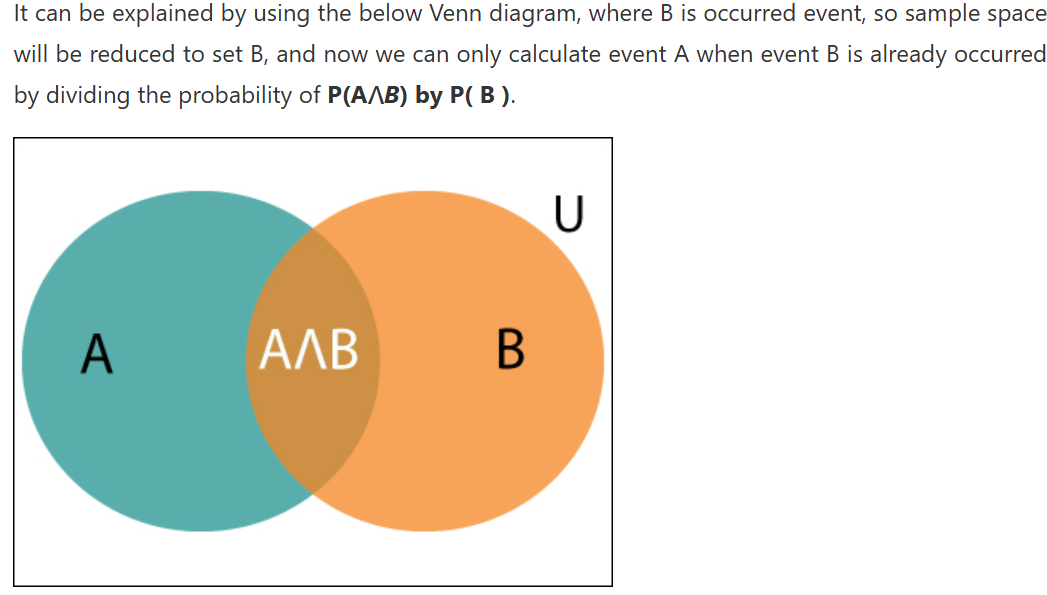 It can be explained by using the below Venn diagram, where B is occurred event, so sample space
will be reduced to set B, and now we can only calculate event A when event B is already occurred
by dividing the probability of P(A⋀B) by P( B ).
U
A A⋀B B